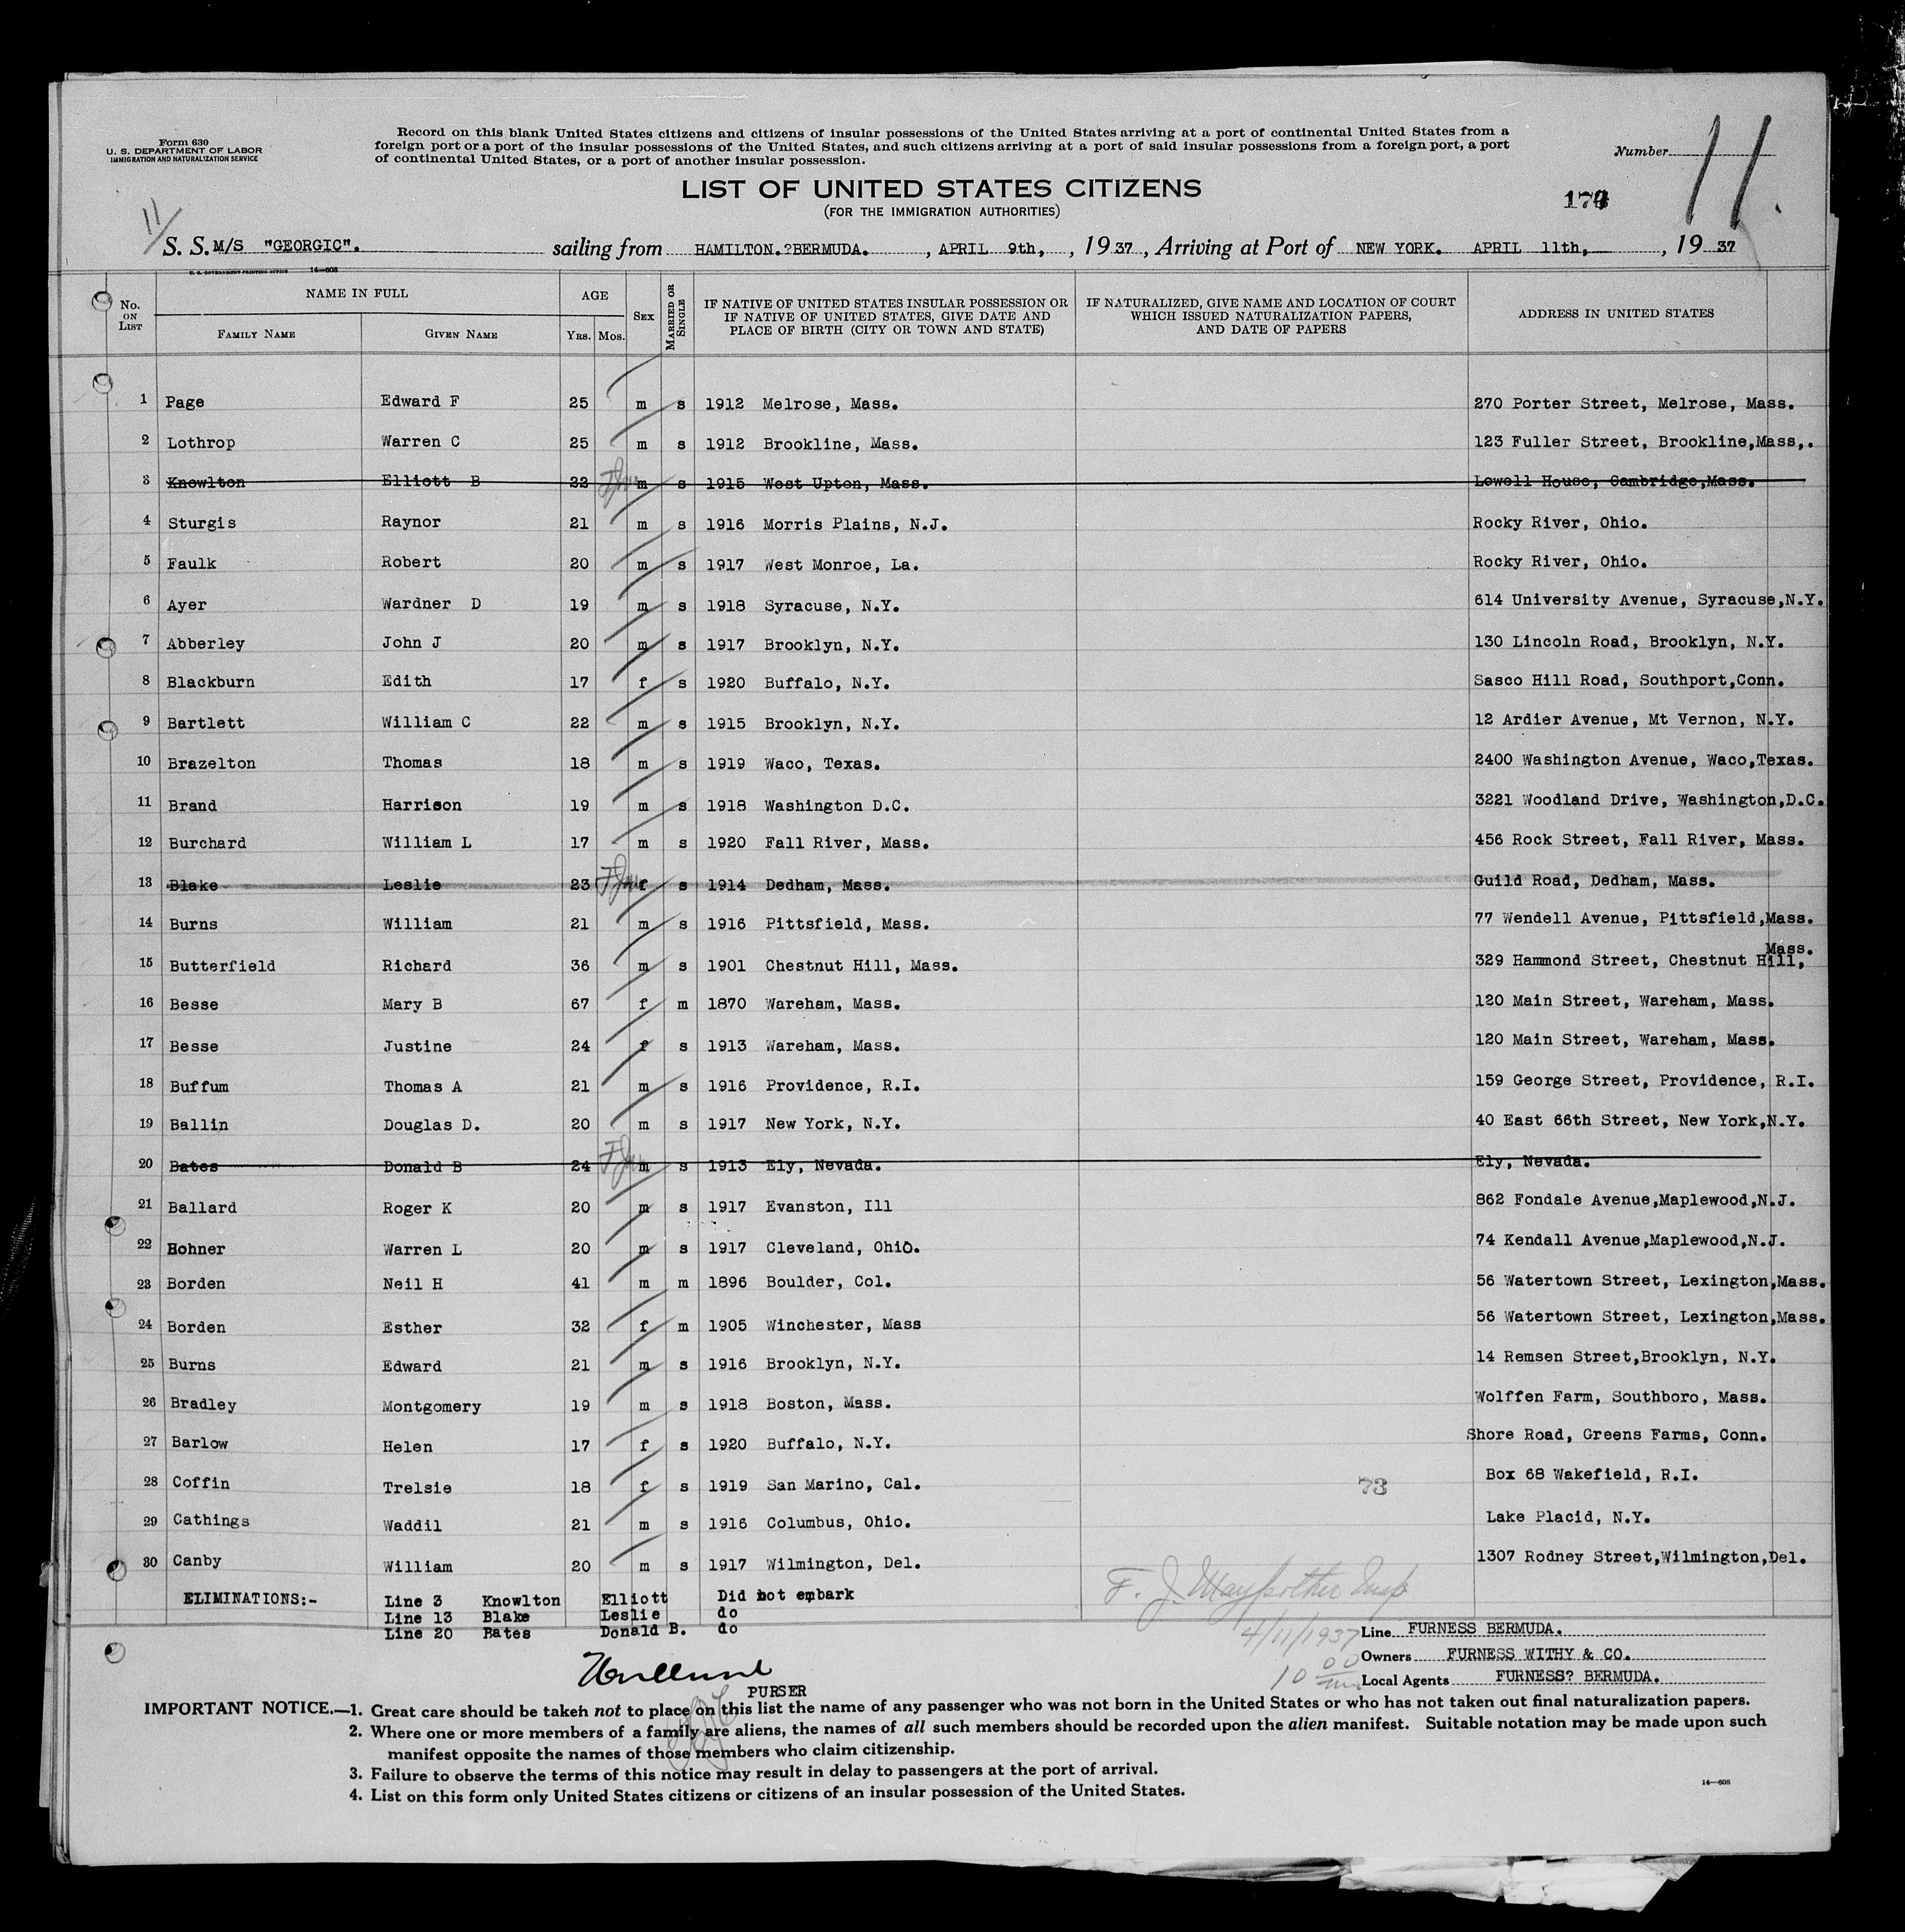 Form 630
U. S. DEPARTMENT OF LABOR
IMMIGRATION AND NATURALIZATION SERVICE
Record on this blank United States citizens and citizens of insular possessions of the United States arriving at a port of continental United States from a
foreign port or a port of the insular possessions of the United States, and such citizens arriving at a port of said insular possessions from a foreign port, a port
of continental United States, or a port of another insular possession.
Number 11
LIST OF UNITED STATES CITIZENS
(FOR THE IMMIGRATION AUTHORITIES)
11/
S. S. M/S "GEORGIC". sailing from HAMILTON.?BERMUDA. , APRIL 9th, , 1937 , Arriving at Port of NEW YORK. APRIL 11th, , 1937
U. S. GOVERNMENT PRINTING OFFICE 14—608
No. ON LIST NAME IN FULL AGE SEX MARRIED OR SINGLE IF NATIVE OF UNITED STATES INSULAR POSSESSION OR IF NATIVE OF UNITED STATES, GIVE DATE AND PLACE OF BIRTH (CITY OR TOWN AND STATE) IF NATURALIZED, GIVE NAME AND LOCATION OF COURT WHICH ISSUED NATURALIZATION PAPERS, AND DATE OF PAPERS ADDRESS IN UNITED STATES
FAMILY NAME GIVEN NAME YRS. MOS.
1 Page Edward F 25 m s 1912 Melrose, Mass. 270 Porter Street, Melrose, Mass.
2 Lothrop Warren C 25 m s 1912 Brookline, Mass. 123 Fuller Street, Brookline,Mass,.
3 Knowlton Elliott B 22 m s 1915 West Upton, Mass. Lowell House, Cambridge,Mass.
4 Sturgis Raynor 21 m s 1916 Morris Plains, N.J. Rocky River, Ohio.
5 Faulk Robert 20 m s 1917 West Monroe, La. Rocky River, Ohio.
6 Ayer Wardner D 19 m s 1918 Syracuse, N.Y. 614 University Avenue, Syracuse,N.Y.
7 Abberley John J 20 m s 1917 Brooklyn, N.Y. 130 Lincoln Road, Brooklyn, N.Y.
8 Blackburn Edith 17 f s 1920 Buffalo, N.Y. Sasco Hill Road, Southport,Conn.
9 Bartlett William C 22 m s 1915 Brooklyn, N.Y. 12 Ardier Avenue, Mt Vernon, N.Y.
10 Brazelton Thomas 18 m s 1919 Waco, Texas. 2400 Washington Avenue, Waco,Texas.
11 Brand Harrison 19 m s 1918 Washington D.C. 3221 Woodland Drive, Washington,D.C.
12 Burchard William L 17 m s 1920 Fall River, Mass. 456 Rock Street, Fall River, Mass.
13 Blake Leslie 23 f s 1914 Dedham, Mass. Guild Road, Dedham, Mass.
14 Burns William 21 m s 1916 Pittsfield, Mass. 77 Wendell Avenue, Pittsfield,Mass.
15 Butterfield Richard 36 m s 1901 Chestnut Hill, Mass. 329 Hammond Street, Chestnut Hill, Mass.
16 Besse Mary B 67 f m 1870 Wareham, Mass. 120 Main Street, Wareham, Mass.
17 Besse Justine 24 f s 1913 Wareham, Mass. 120 Main Street, Wareham, Mass.
18 Buffum Thomas A 21 m s 1916 Providence, R.I. 159 George Street, Providence, R.I.
19 Ballin Douglas D. 20 m s 1917 New York, N.Y. 40 East 66th Street, New York,N.Y.
20 Bates Donald B 24 m s 1913 Ely, Nevada. Ely, Nevada.
21 Ballard Roger K 20 m s 1917 Evanston, Ill 862 Fondale Avenue,Maplewood,N.J.
22 Bohner Warren L 20 m s 1917 Cleveland, Ohio. 74 Kendall Avenue,Maplewood,N.J.
23 Borden Neil H 41 m m 1896 Boulder, Col. 56 Watertown Street, Lexington,Mass.
24 Borden Esther 32 f m 1905 Winchester, Mass 56 Watertown Street, Lexington,Mass.
25 Burns Edward 21 m s 1916 Brooklyn, N.Y. 14 Remsen Street,Brooklyn, N.Y.
26 Bradley Montgomery 19 m s 1918 Boston, Mass. Wolffen Farm, Southboro, Mass.
27 Barlow Helen 17 f s 1920 Buffalo, N.Y. Shore Road, Greens Farms, Conn.
28 Coffin Trelsie 18 f s 1919 San Marino, Cal. 73 Box 68 Wakefield, R.I.
29 Cathings Waddil 21 m s 1916 Columbus, Ohio. Lake Placid, N.Y.
30 Canby William 20 m s 1917 Wilmington, Del. 1307 Rodney Street,Wilmington,Del.
ELIMINATIONS:- Line 3 Knowlton Elliott Did not embark
Line 13 Blake Leslie do
Line 20 Bates Donald B. do
F. J.
4/11/1937
Line FURNESS BERMUDA.
Owners FURNESS WITHY & CO.
10 00
Local Agents FURNESS? BERMUDA.
PURSER
IMPORTANT NOTICE.—1. Great care should be taken not to place on this list the name of any passenger who was not born in the United States or who has not taken out final naturalization papers.
2. Where one or more members of a family are aliens, the names of all such members should be recorded upon the alien manifest. Suitable notation may be made upon such
manifest opposite the names of those members who claim citizenship.
3. Failure to observe the terms of this notice may result in delay to passengers at the port of arrival.
4. List on this form only United States citizens or citizens of an insular possession of the United States.
14—608